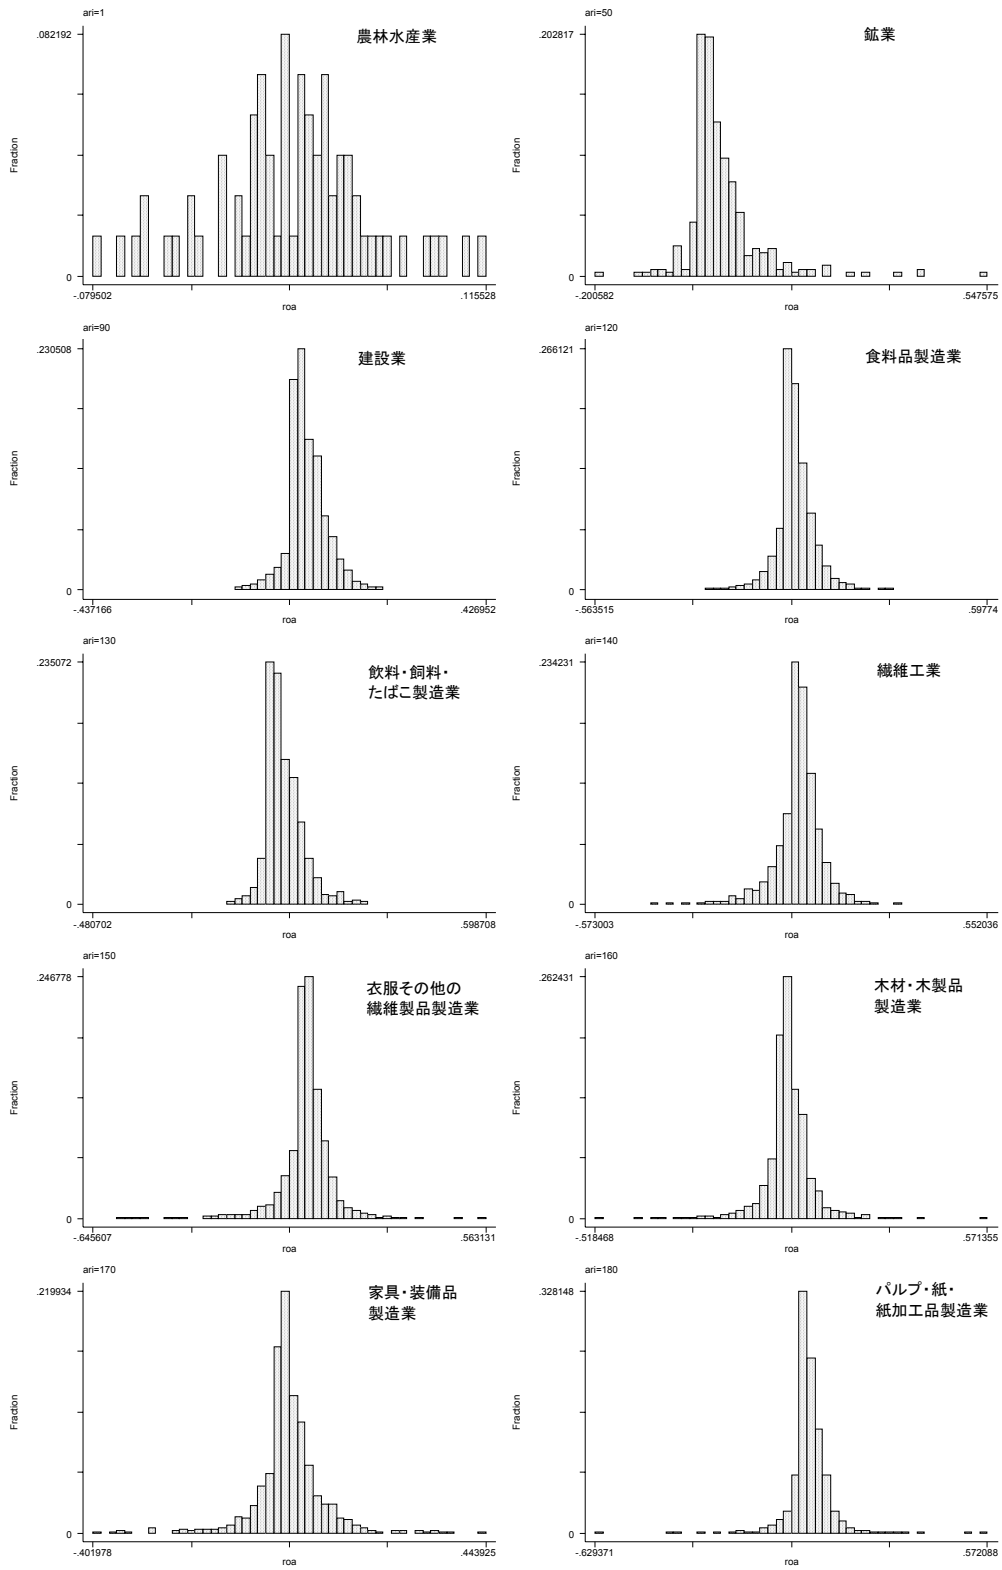 ari=1
農林水産業
.082192
Fraction
0
-.079502
.115528
roa
ari=50
鉱業
.202817
Fraction
0
-.200582
.547575
roa
ari=90
建設業
.230508
Fraction
0
-.437166
.426952
roa
ari=120
食料品製造業
.266121
Fraction
0
-.563515
.59774
roa
ari=130
飲料・飼料・
たばこ製造業
.235072
Fraction
0
-.480702
.598708
roa
ari=140
繊維工業
.234231
Fraction
0
-.573003
.552036
roa
ari=150
衣服その他の
繊維製品製造業
.246778
Fraction
0
-.645607
.563131
roa
ari=160
木材・木製品
製造業
.262431
Fraction
0
-.518468
.571355
roa
ari=170
家具・装備品
製造業
.219934
Fraction
0
-.401978
.443925
roa
ari=180
パルプ・紙・
紙加工品製造業
.328148
Fraction
0
-.629371
.572088
roa